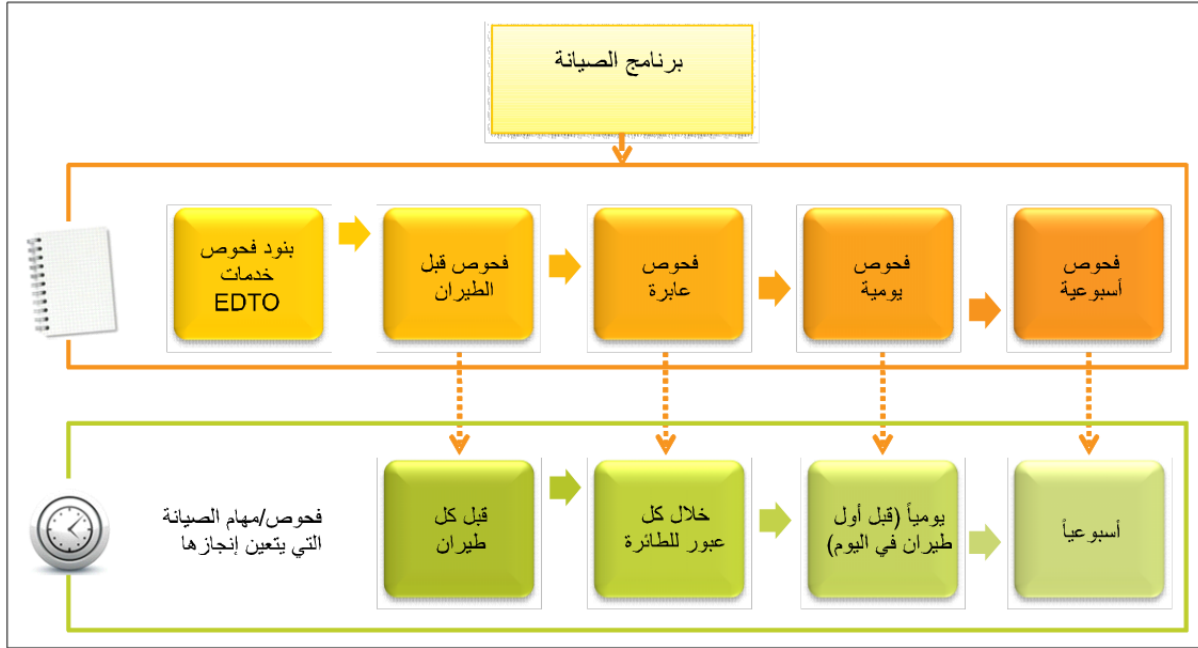 برنامج الصيانة
بنود فحوص
خدمات
EDTO
فحوص قبل
الطيران
فحوص
عابرة
فحوص
يومية
فحوص
أسبوعية
فحوص/مهام الصيانة
التي يتعين إنجازها
قبل كل
طيران
خلال كل
عبور للطائرة
يومياً (قبل أول
طيران في اليوم)
أسبوعياً